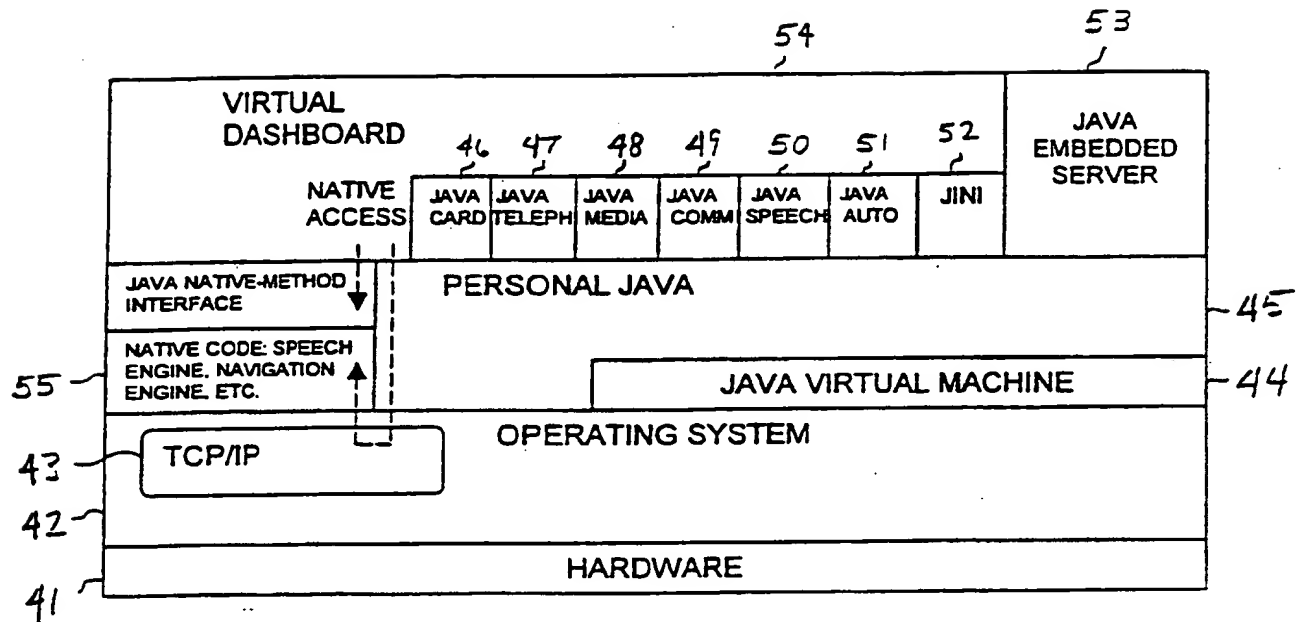 54
53
VIRTUAL
DASHBOARD
46
47
48
49
50
51
52
JAVA
EMBEDDED
SERVER
NATIVE
ACCESS
JAVA
CARD
JAVA
TELEPH
JAVA
MEDIA
JAVA
COMM
JAVA
SPEECH
JAVA
AUTO
JINI
JAVA NATIVE-METHOD
INTERFACE
PERSONAL JAVA
45
NATIVE CODE: SPEECH
ENGINE, NAVIGATION
ENGINE, ETC.
55
JAVA VIRTUAL MACHINE
44
OPERATING SYSTEM
43
TCP/IP
42
HARDWARE
41